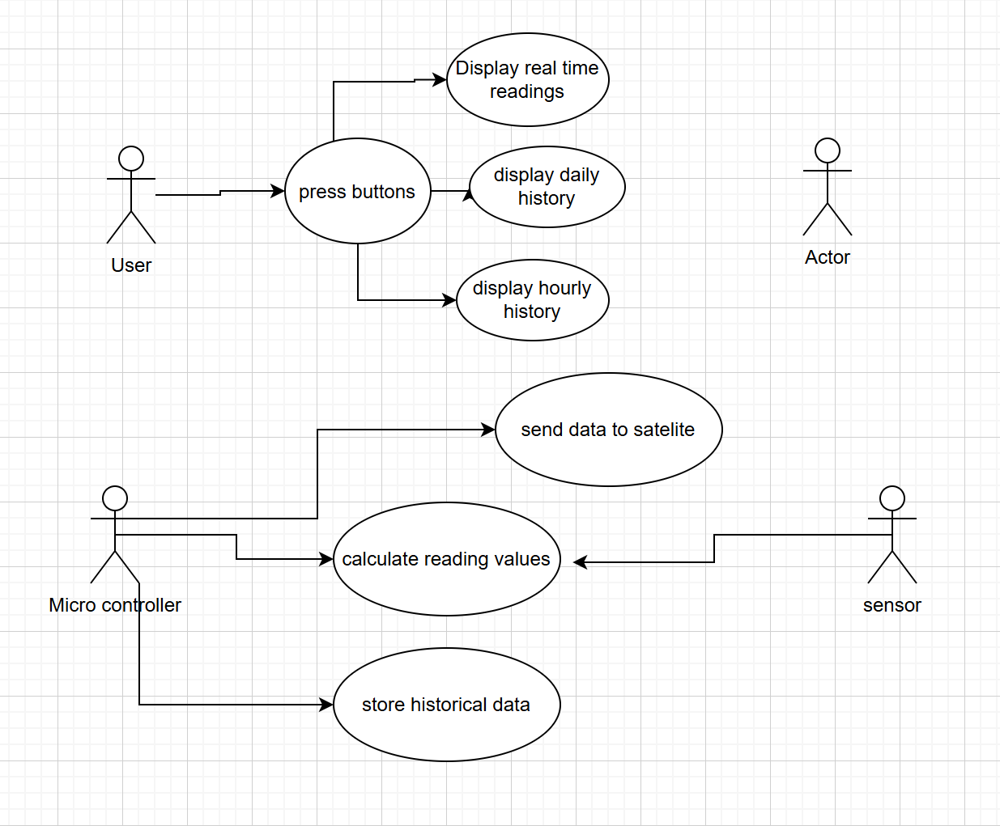 Display real time
readings
press buttons
display daily
history
User
Actor
display hourly
history
send data to satelite
calculate reading values
Micro controller
sensor
store historical data